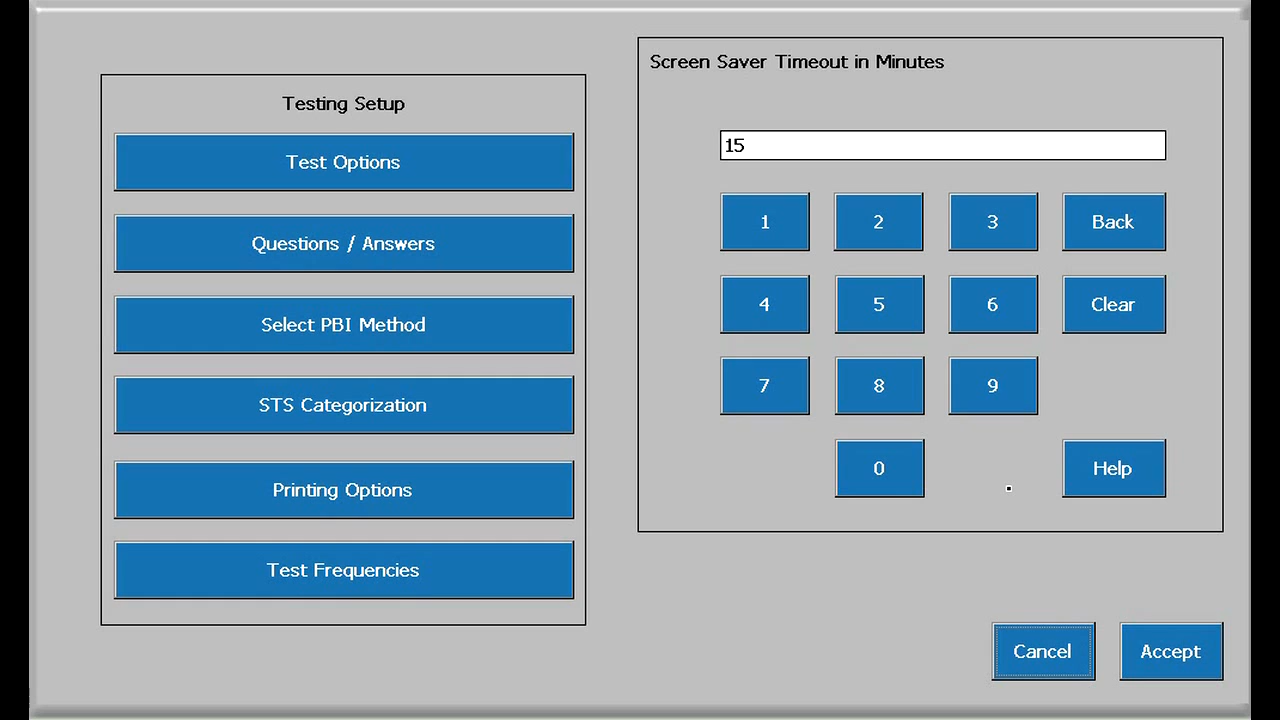 Testing Setup
Test Options
Questions / Answers
Select PBI Method
STS Categorization
Printing Options
Test Frequencies
Screen Saver Timeout in Minutes
15
1 2 3 Back
4 5 6 Clear
7 8 9
0 Help
Cancel Accept